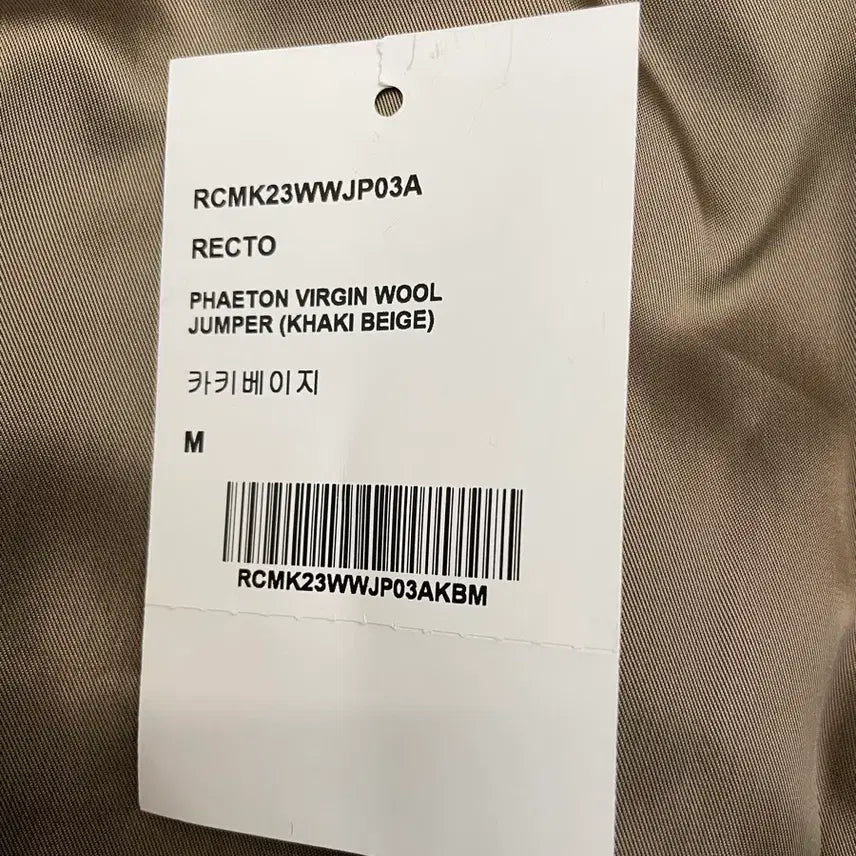 RCMK23WWJP03A
RECTO
PHAETON VIRGIN WOOL
JUMPER (KHAKI BEIGE)
카키베이지
M
RCMK23WWJP03AKBM